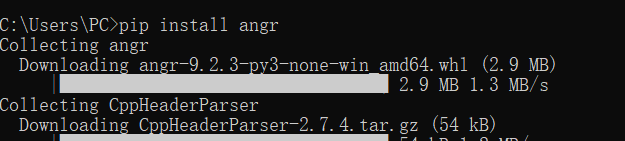 C:\Users\PC>pip install angr
Collecting angr
Downloading angr-9.2.3-py3-none-win_amd64.whl (2.9 MB)
2.9 MB 1.3 MB/s
Collecting CppHeaderParser
Downloading CppHeaderParser-2.7.4.tar.gz (54 kB)